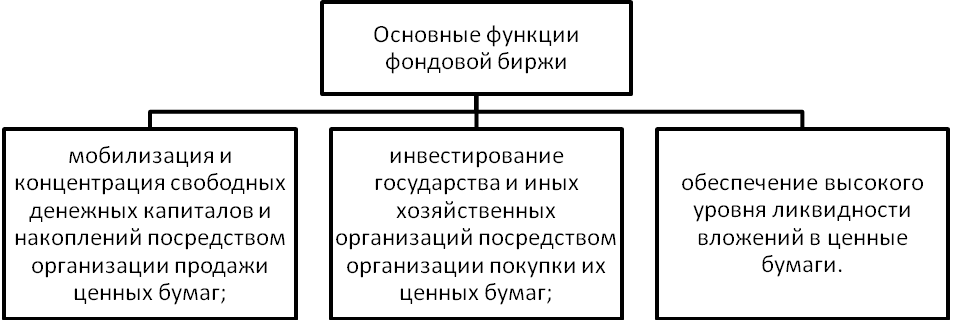 Основные функции
фондовой биржи
мобилизация и
концентрация свободных
денежных капиталов и
накоплений посредством
организации продажи
ценных бумаг;
инвестирование
государства и иных
хозяйственных
организаций посредством
организации покупки их
ценных бумаг;
обеспечение высокого
уровня ликвидности
вложений в ценные
бумаги.